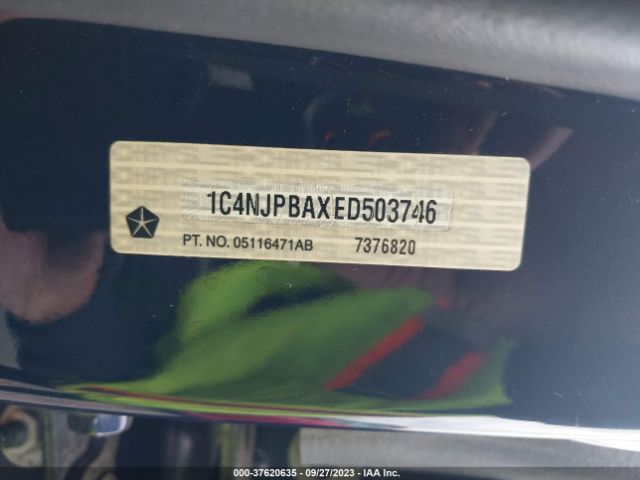 1C4NJPBAXED503746
PT. NO. 05116471AB 7376820
000-37620635 - 09/27/2023 - IAA Inc.